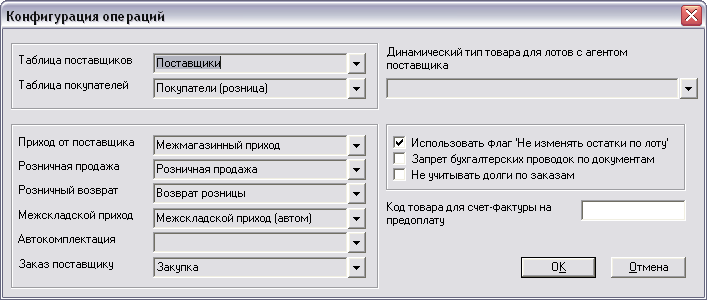 Конфигурация операций
Таблица поставщиков
Поставщики
Таблица покупателей
Покупатели (розница)
Динамический тип товара для лотов с агентом
поставщика
Приход от поставщика
Межмагазинный приход
Розничная продажа
Розничная продажа
Розничный возврат
Возврат розницы
Межскладской приход
Межскладской приход (автом)
Автокомплектация
Заказ поставщику
Закупка
Использовать флаг 'Не изменять остатки по лоту'
Запрет бухгалтерских проводок по документам
Не учитывать долги по заказам
Код товара для счет-фактуры на
предоплату
OK
Отмена